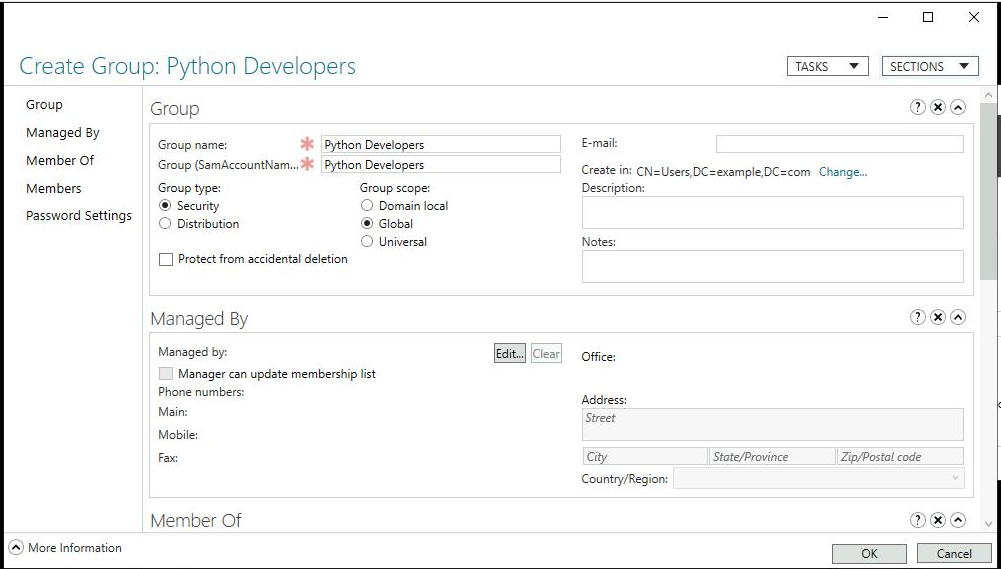 Create Group: Python Developers
TASKS
SECTIONS
Group
Managed By
Member Of
Members
Password Settings
Group
Group name:
Python Developers
Group (SamAccountNam...
Python Developers
Group type:
Security
Distribution
Group scope:
Domain local
Global
Universal
Protect from accidental deletion
E-mail:
Create in: CN=Users,DC=example,DC=com Change...
Description:
Notes:
Managed By
Managed by:
Edit...
Clear
Manager can update membership list
Phone numbers:
Main:
Mobile:
Fax:
Office:
Address:
Street
City
State/Province
Zip/Postal code
Country/Region:
Member Of
More Information
OK
Cancel